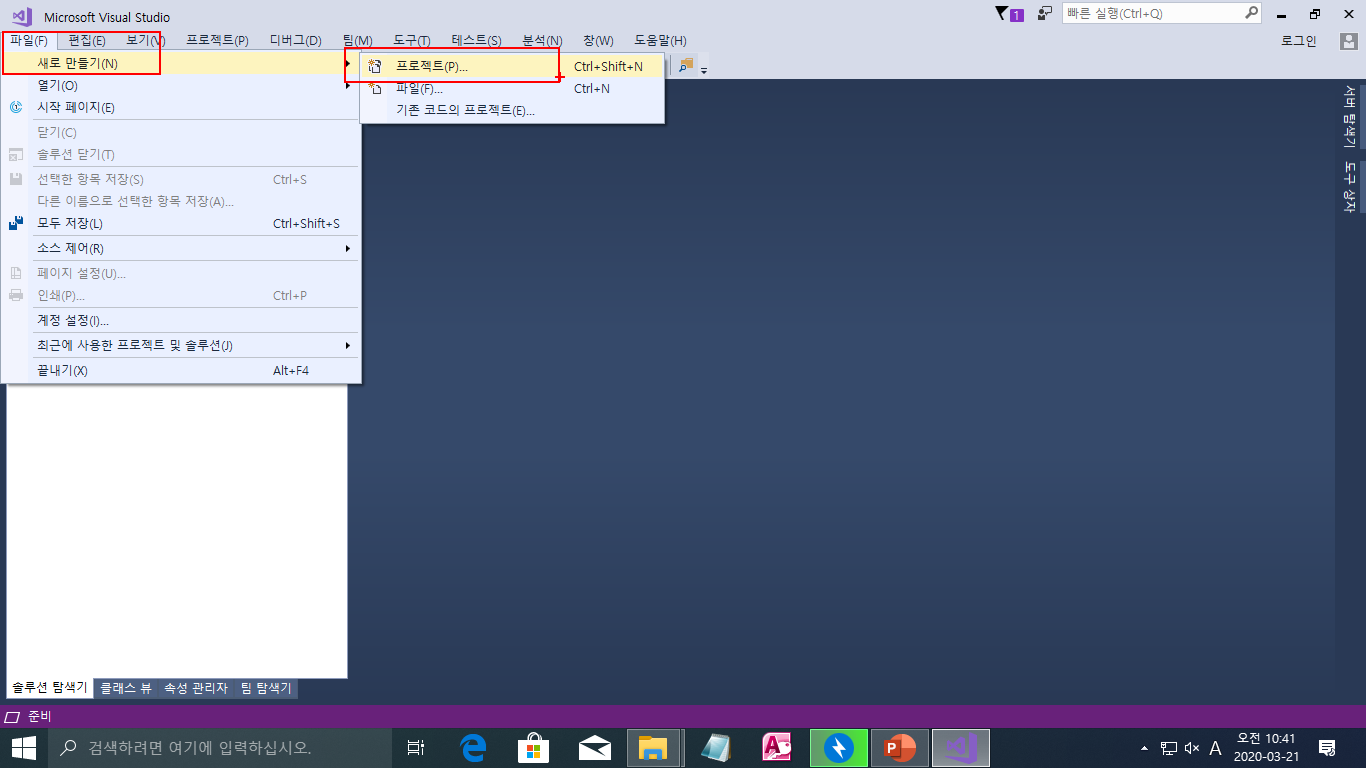 Microsoft Visual Studio
1
빠른 실행(Ctrl+Q)
파일(F) 편집(E) 보기(V) 프로젝트(P) 디버그(D) 팀(M) 도구(T) 테스트(S) 분석(N) 창(W) 도움말(H)
로그인
새로 만들기(N)
열기(O)
시작 페이지(E)
닫기(C)
솔루션 닫기(T)
선택한 항목 저장(S) Ctrl+S
다른 이름으로 선택한 항목 저장(A)...
모두 저장(L) Ctrl+Shift+S
소스 제어(R)
페이지 설정(U)...
인쇄(P)... Ctrl+P
계정 설정(I)...
최근에 사용한 프로젝트 및 솔루션(J)
끝내기(X) Alt+F4
프로젝트(P)... Ctrl+Shift+N
파일(F)... Ctrl+N
기존 코드의 프로젝트(E)...
서버 탐색기
도구 상자
솔루션 탐색기 클래스 뷰 속성 관리자 팀 탐색기
준비
검색하려면 여기에 입력하십시오.
A
오전 10:41
2020-03-21